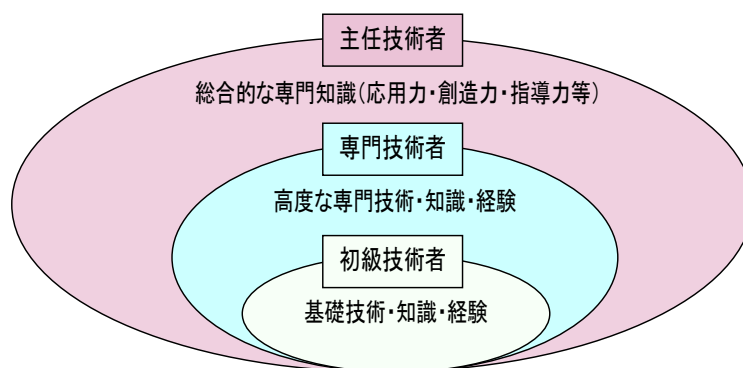 主任技術者
総合的な専門知識(応用力・創造力・指導力等)
専門技術者
高度な専門技術・知識・経験
初級技術者
基礎技術・知識・経験